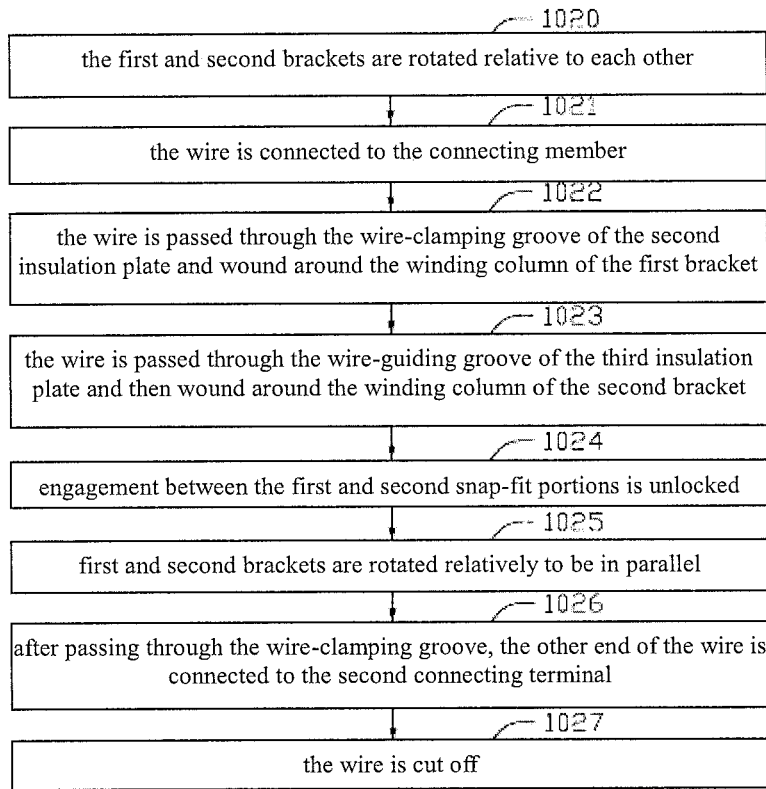 1020
the first and second brackets are rotated relative to each other
1021
the wire is connected to the connecting member
1022
the wire is passed through the wire-clamping groove of the second
insulation plate and wound around the winding column of the first bracket
1023
the wire is passed through the wire-guiding groove of the third insulation
plate and then wound around the winding column of the second bracket
1024
engagement between the first and second snap-fit portions is unlocked
1025
first and second brackets are rotated relatively to be in parallel
1026
after passing through the wire-clamping groove, the other end of the wire is
connected to the second connecting terminal
1027
the wire is cut off